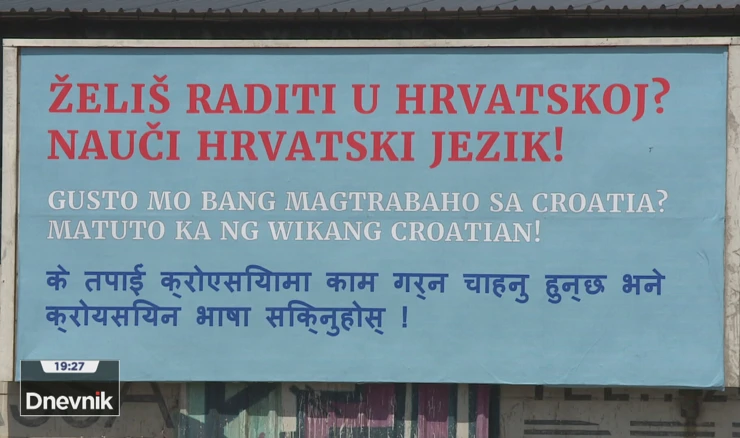 ŽELIŠ RADITI U HRVATSKOJ?
NAUČI HRVATSKI JEZIK!
GUSTO MO BANG MAGTRABAHO SA CROATIA?
MATUTO KA NG WIKANG CROATIAN!
के तपाई क्रोएसियामा काम गर्न चाहनु हुन्छ भने
क्रोयसयिन भाषा सक्निुहोस् !
19:27
Dnevnik